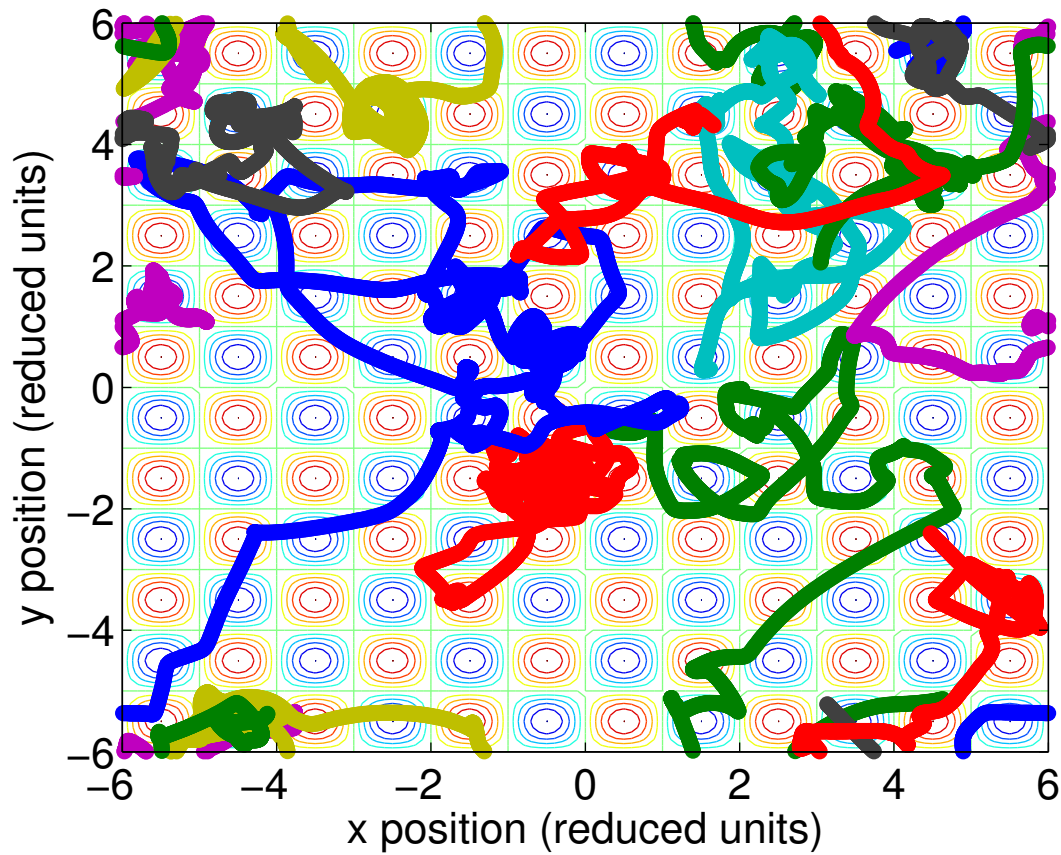 6
4
2
0
−2
−4
−6
y position (reduced units)
−6 −4 −2 0 2 4 6
x position (reduced units)